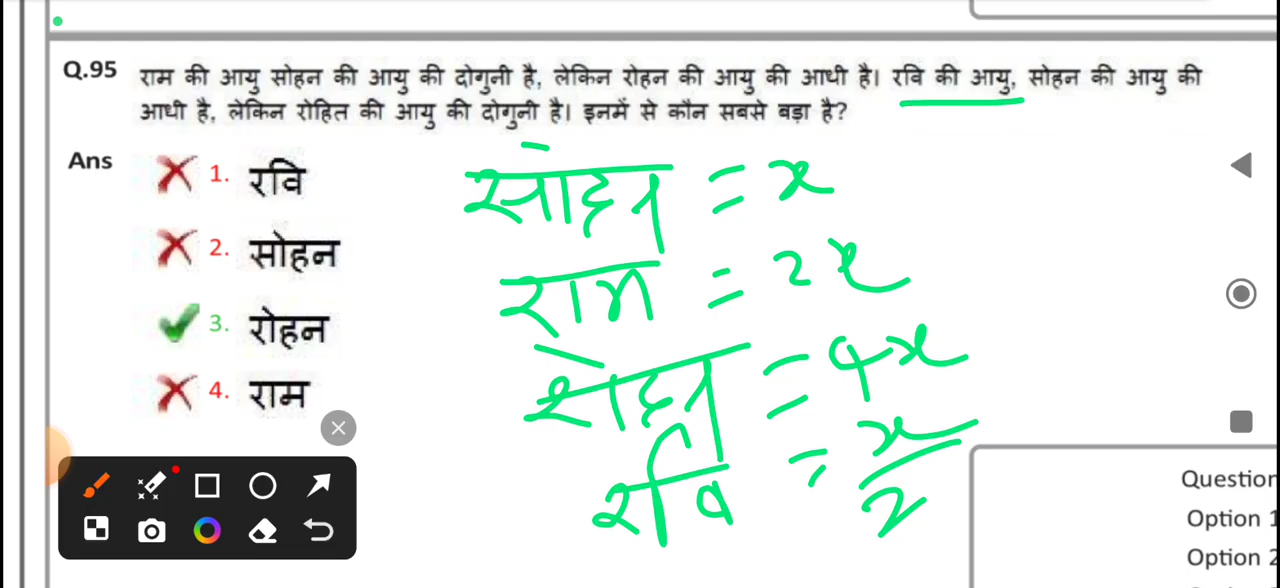 Q.95 राम की आयु सोहन की आयु की दोगुनी है, लेकिन रोहन की आयु की आधी है। रवि की आयु, सोहन की आयु की
आधी है, लेकिन रोहित की आयु की दोगुनी है। इनमें से कौन सबसे बड़ा है?
Ans
1. रवि
2. सोहन
3. रोहन
4. राम
सोहन = x
राम = 2x
रोहन = 4x
रवि = x/2
Question
Option 1
Option 2